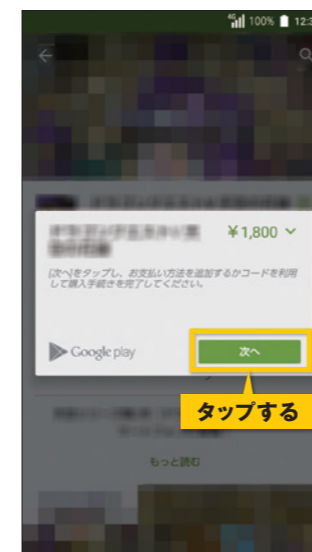 4G 100% 12:3
¥1,800
[次へ]をタップし、お支払い方法を追加するかコードを利用
して購入手続きを完了してください。
Google play
次へ
タップする
もっと読む